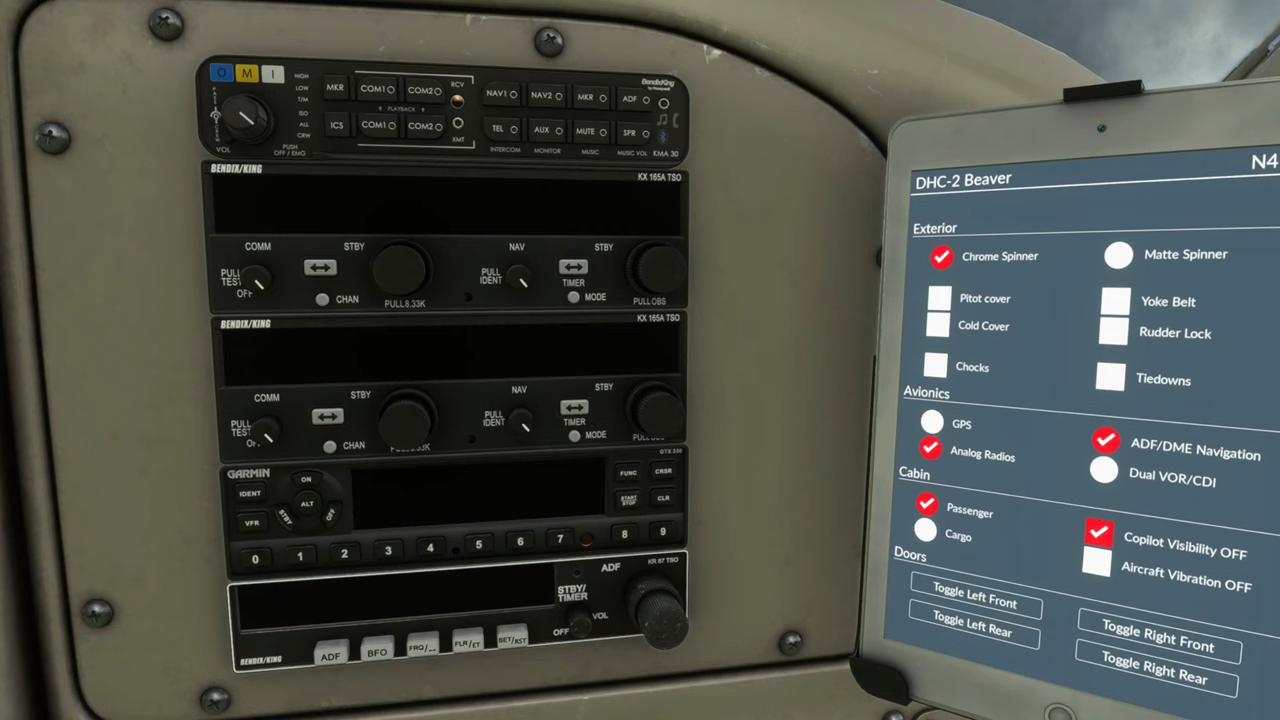 O M I
HIGH
LOW
T/M
ISO
ALL
CRW
VOL
PUSH
OFF / EMG
MKR COM1 COM2 RCV
PLAYBACK
ICS COM1 COM2 XMT
NAV1 NAV2 MKR ADF
TEL AUX MUTE SPR
INTERCOM MONITOR MUSIC MUSIC VOL KMA 30
BendixKing
by Honeywell
BENDIX/KING KX 165A TSO
COMM STBY NAV STBY
PULL
TEST
OFF
PULL
IDENT
TIMER
CHAN MODE
PULL 8.33K PULL OBS
BENDIX/KING KX 165A TSO
COMM STBY NAV STBY
PULL
TEST
PULL
IDENT
TIMER
CHAN MODE
GARMIN
IDENT ON FUNC CRSR
ALT
VFR STBY OFF START
STOP CLR
0 1 2 3 4 5 6 7 8 9
ADF KR 87 TSO
STBY/
TIMER
VOL
OFF
ADF BFO FRQ/↔ FLT/ET SET/RST
BENDIX/KING
DHC-2 Beaver N4
Exterior
Chrome Spinner Matte Spinner
Pitot cover Yoke Belt
Cold Cover Rudder Lock
Chocks Tiedowns
Avionics
GPS ADF/DME Navigation
Analog Radios Dual VOR/CDI
Cabin
Passenger Copilot Visibility OFF
Cargo Aircraft Vibration OFF
Doors
Toggle Left Front Toggle Right Front
Toggle Left Rear Toggle Right Rear